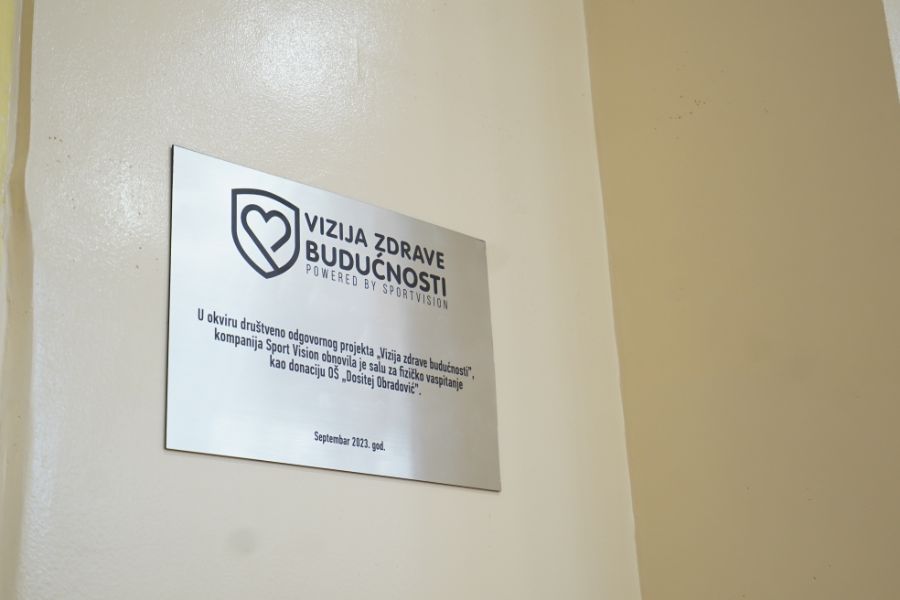 VIZIJA ZDRAVE
BUDUĆNOSTI
POWERED BY SPORTVISION
U okviru društveno odgovornog projekta „Vizija zdrave budućnosti",
kompanija Sport Vision obnovila je salu za fizičko vaspitanje
kao donaciju OŠ „Dositej Obradović".
Septembar 2023. god.